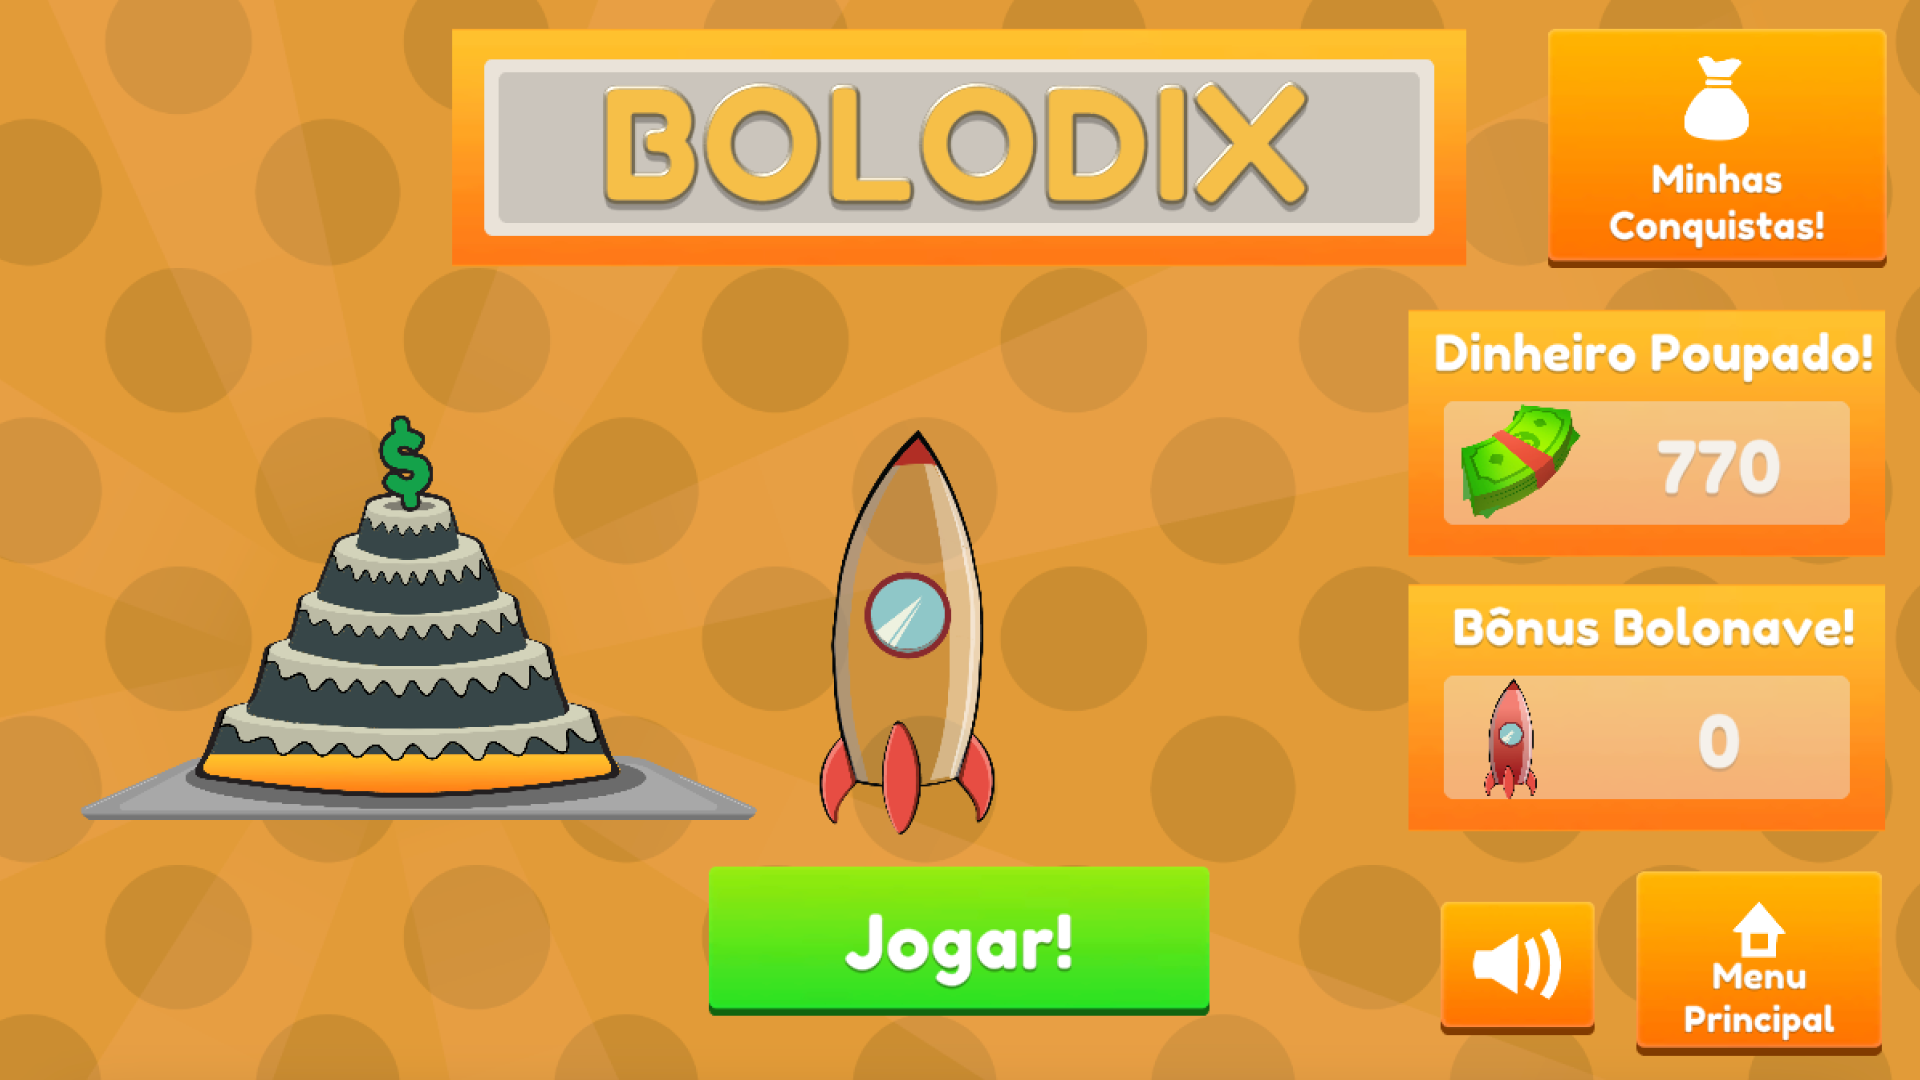 BOLODIX
Minhas
Conquistas!
Dinheiro Poupado!
$
770
Bônus Bolonave!
0
Jogar!
Menu
Principal